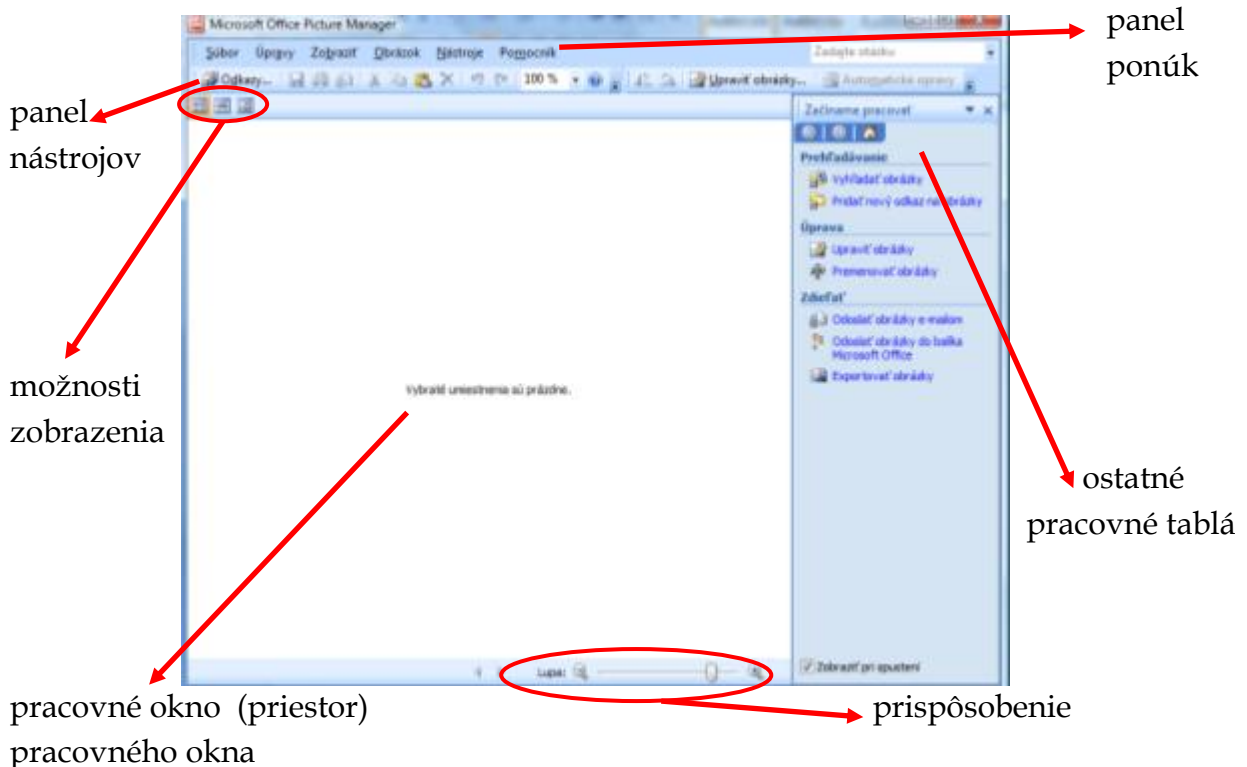 panel
ponúk
Microsoft Office Picture Manager
Súbor Úpravy Zobraziť Obrázok Nástroje Pomocník Zadajte otázku
Odkazy... 100 % Upraviť obrázky... Automatické opravy
panel
nástrojov
Začíname pracovať
Prehľadávanie
Vyhľadať obrázky
Pridať nový odkaz na obrázky
Úprava
Upraviť obrázky
Premenovať obrázky
Zdieľať
Odoslať obrázky e-mailom
Odoslať obrázky do balíka
Microsoft Office
Exportovať obrázky
možnosti
zobrazenia
Vybraté umiestnenia sú prázdne.
ostatné
pracovné tablá
Lupa:
Zobraziť pri spustení
pracovné okno (priestor)
pracovného okna
prispôsobenie